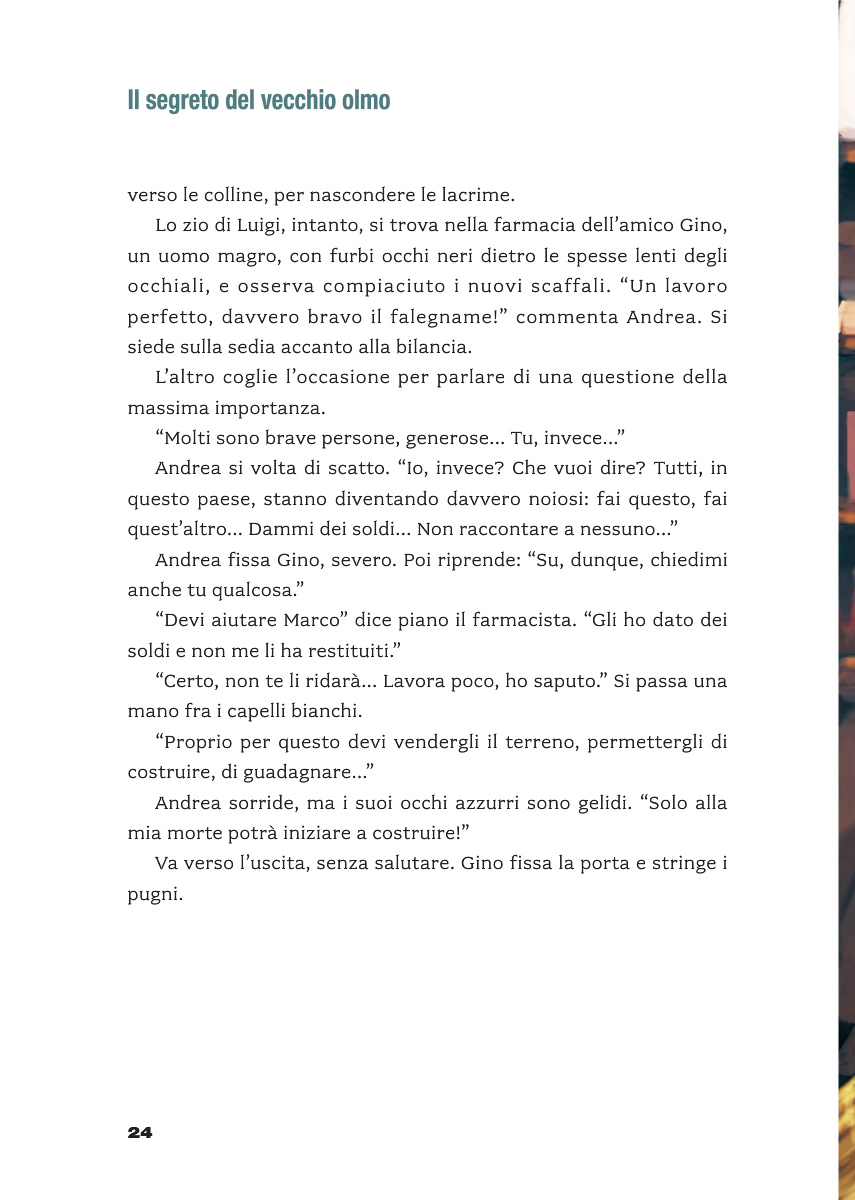 Il segreto del vecchio olmo
verso le colline, per nascondere le lacrime.
Lo zio di Luigi, intanto, si trova nella farmacia dell’amico Gino,
un uomo magro, con furbi occhi neri dietro le spesse lenti degli
occhiali, e osserva compiaciuto i nuovi scaffali. “Un lavoro
perfetto, davvero bravo il falegname!” commenta Andrea. Si
siede sulla sedia accanto alla bilancia.
L’altro coglie l’occasione per parlare di una questione della
massima importanza.
“Molti sono brave persone, generose... Tu, invece...”
Andrea si volta di scatto. “Io, invece? Che vuoi dire? Tutti, in
questo paese, stanno diventando davvero noiosi: fai questo, fai
quest’altro... Dammi dei soldi... Non raccontare a nessuno...”
Andrea fissa Gino, severo. Poi riprende: “Su, dunque, chiedimi
anche tu qualcosa.”
“Devi aiutare Marco” dice piano il farmacista. “Gli ho dato dei
soldi e non me li ha restituiti.”
“Certo, non te li ridarà... Lavora poco, ho saputo.” Si passa una
mano fra i capelli bianchi.
“Proprio per questo devi vendergli il terreno, permettergli di
costruire, di guadagnare...”
Andrea sorride, ma i suoi occhi azzurri sono gelidi. “Solo alla
mia morte potrà iniziare a costruire!”
Va verso l’uscita, senza salutare. Gino fissa la porta e stringe i
pugni.
24